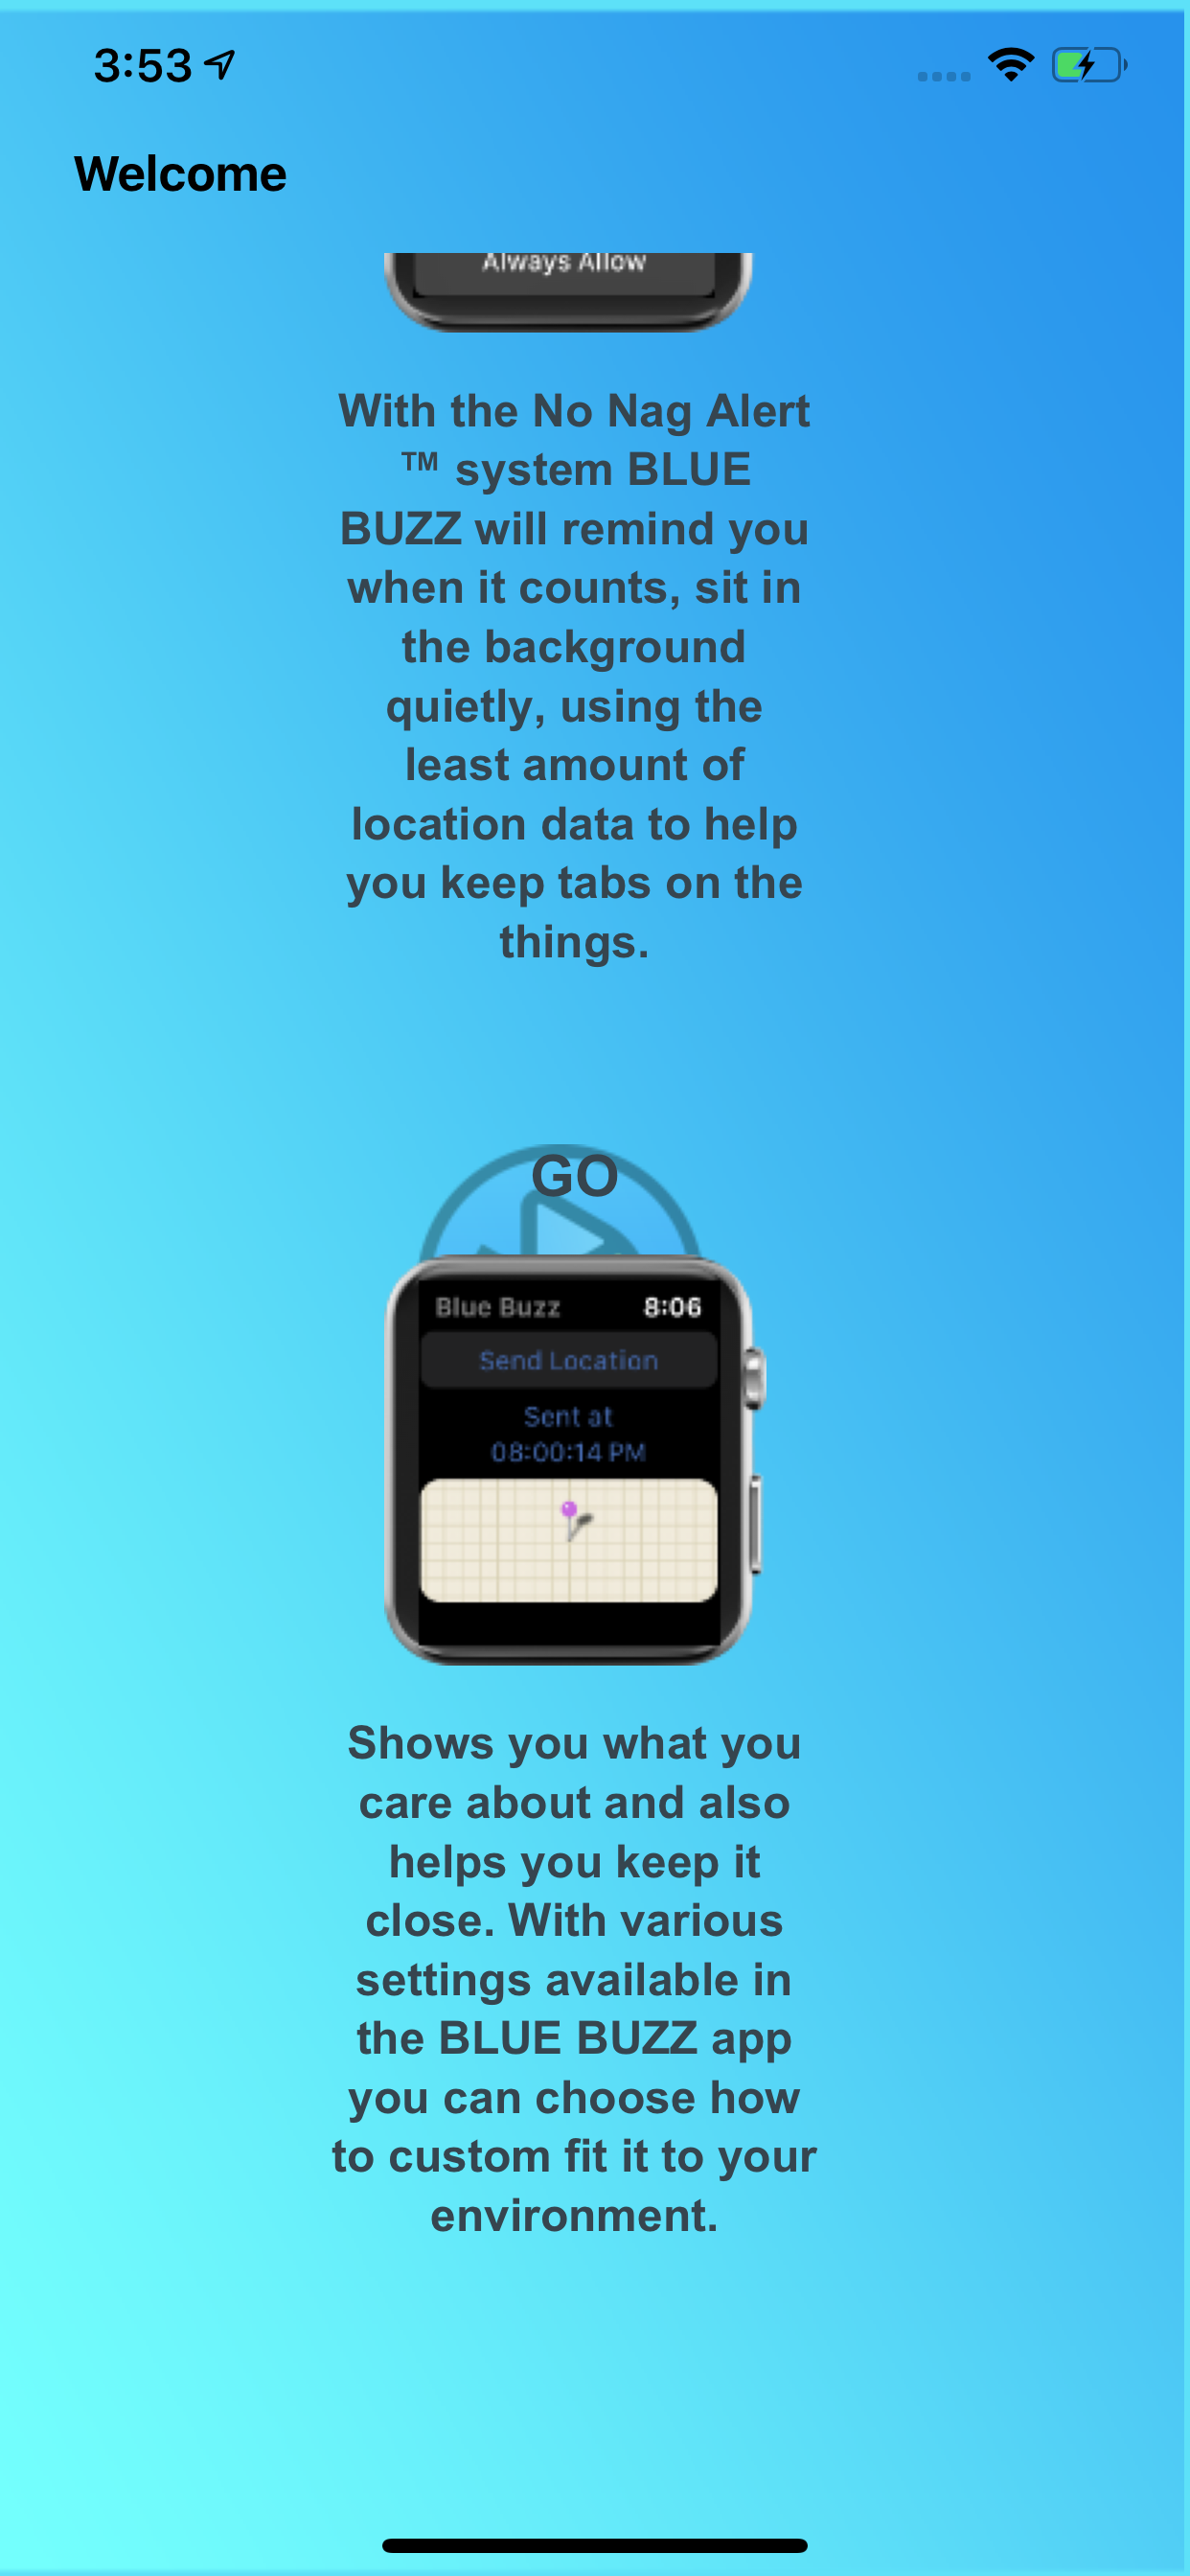 3:53
Welcome
Always Allow
With the No Nag Alert
™ system BLUE
BUZZ will remind you
when it counts, sit in
the background
quietly, using the
least amount of
location data to help
you keep tabs on the
things.
GO
Blue Buzz 8:06
Send Location
Sent at
08:00:14 PM
Shows you what you
care about and also
helps you keep it
close. With various
settings available in
the BLUE BUZZ app
you can choose how
to custom fit it to your
environment.